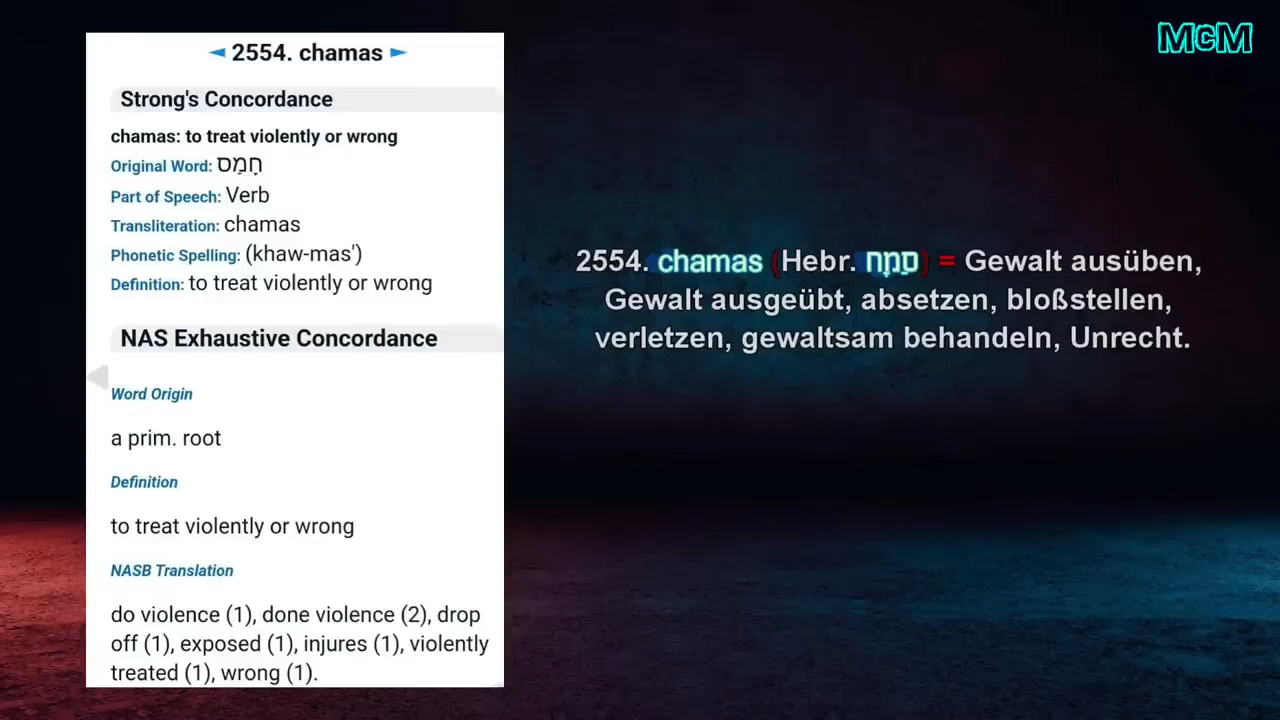 ◄ 2554. chamas ►
Strong's Concordance
chamas: to treat violently or wrong
Original Word: חָמַס
Part of Speech: Verb
Transliteration: chamas
Phonetic Spelling: (khaw-mas')
Definition: to treat violently or wrong
NAS Exhaustive Concordance
Word Origin
a prim. root
Definition
to treat violently or wrong
NASB Translation
do violence (1), done violence (2), drop
off (1), exposed (1), injures (1), violently
treated (1), wrong (1).
McM
2554. chamas (Hebr. סַמָח) = Gewalt ausüben,
Gewalt ausgeübt, absetzen, bloßstellen,
verletzen, gewaltsam behandeln, Unrecht.